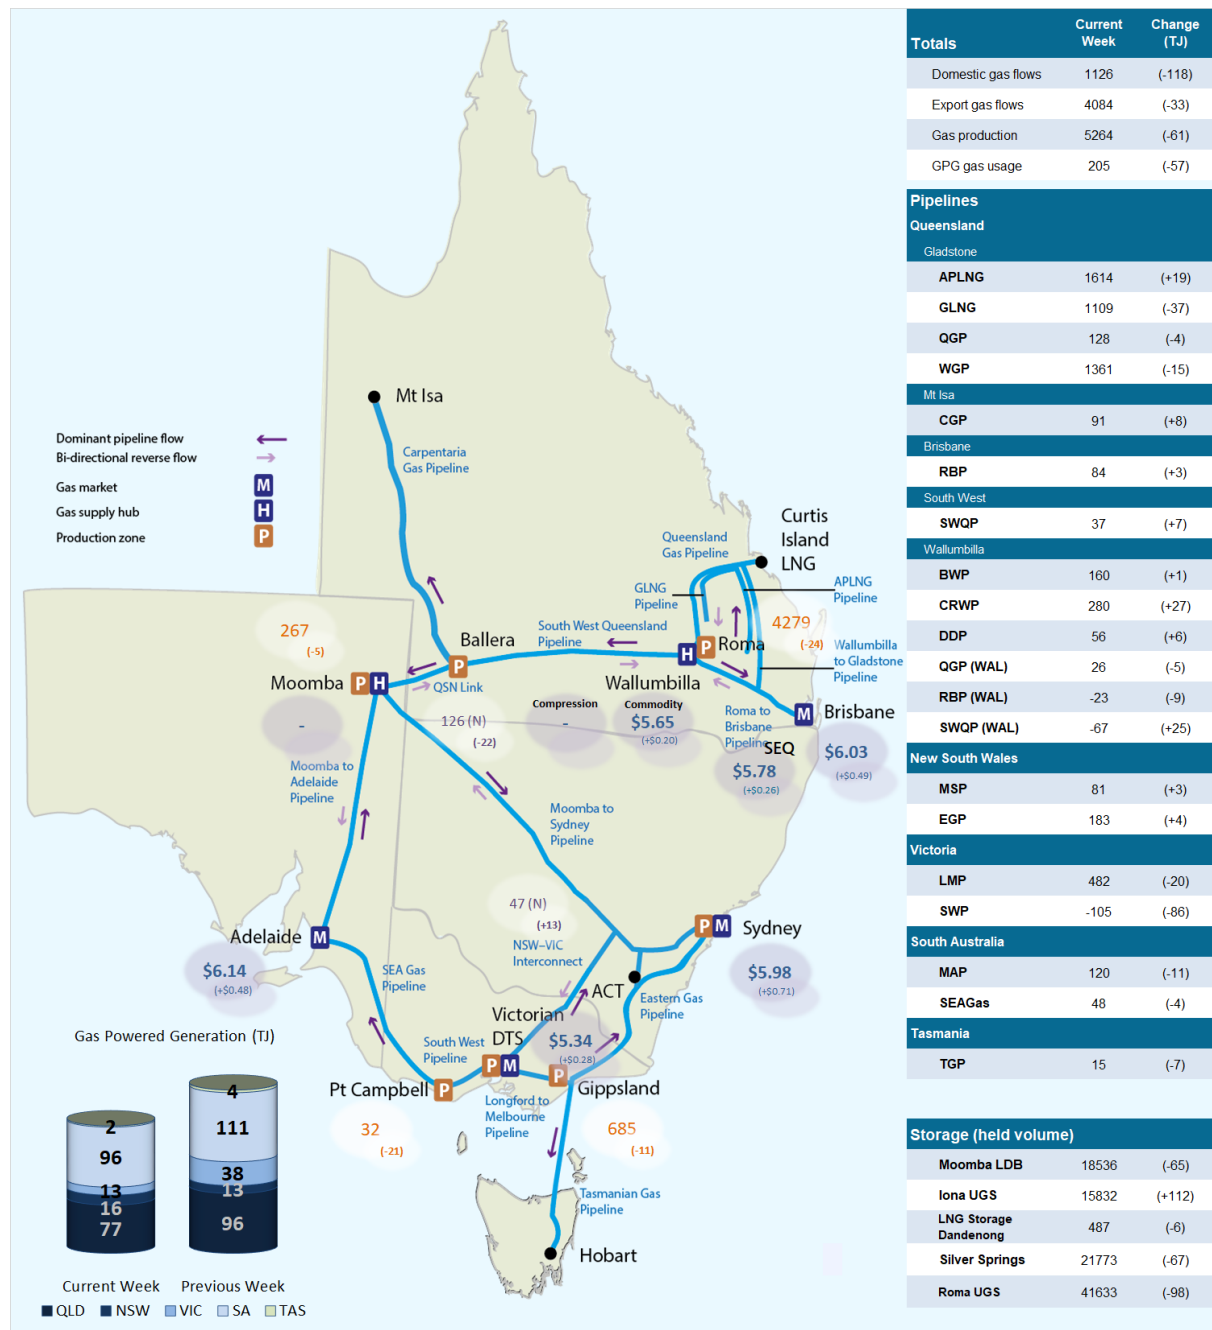 Mt Isa
Dominant pipeline flow
Bi-directional reverse flow
Gas market M
Gas supply hub H
Production zone P
Carpentaria
Gas Pipeline
Curtis
Island
LNG
Queensland
Gas Pipeline
GLNG
Pipeline
APLNG
Pipeline
267
(-5)
Ballera
P
South West Queensland
Pipeline
H P Roma
4279
(-24)
Wallumbilla
to Gladstone
Pipeline
Moomba P H
QSN Link
Wallumbilla
-
126 (N)
(-22)
Compression
-
Commodity
$5.65
(+$0.20)
Roma to
Brisbane
Pipeline
M Brisbane
SEQ
$5.78
(+$0.26)
$6.03
(+$0.49)
Moomba to
Adelaide
Pipeline
Moomba to
Sydney
Pipeline
47 (N)
(+13)
NSW-VIC
Interconnect
Adelaide M
$6.14
(+$0.48)
SEA Gas
Pipeline
P M Sydney
$5.98
(+$0.71)
ACT
Eastern Gas
Pipeline
Victorian
DTS
$5.34
(+$0.28)
South West
Pipeline
P M
P
Gippsland
Pt Campbell P
32
(-21)
Longford to
Melbourne
Pipeline
685
(-11)
Tasmanian Gas
Pipeline
Hobart
Gas Powered Generation (TJ)
2
96
13
16
77
4
111
38
13
96
Current Week Previous Week
QLD NSW VIC SA TAS
Totals Current Week Change (TJ)
Domestic gas flows 1126 (-118)
Export gas flows 4084 (-33)
Gas production 5264 (-61)
GPG gas usage 205 (-57)
Pipelines
Queensland
Gladstone
APLNG 1614 (+19)
GLNG 1109 (-37)
QGP 128 (-4)
WGP 1361 (-15)
Mt Isa
CGP 91 (+8)
Brisbane
RBP 84 (+3)
South West
SWQP 37 (+7)
Wallumbilla
BWP 160 (+1)
CRWP 280 (+27)
DDP 56 (+6)
QGP (WAL) 26 (-5)
RBP (WAL) -23 (-9)
SWQP (WAL) -67 (+25)
New South Wales
MSP 81 (+3)
EGP 183 (+4)
Victoria
LMP 482 (-20)
SWP -105 (-86)
South Australia
MAP 120 (-11)
SEAGas 48 (-4)
Tasmania
TGP 15 (-7)
Storage (held volume)
Moomba LDB 18536 (-65)
Iona UGS 15832 (+112)
LNG Storage
Dandenong 487 (-6)
Silver Springs 21773 (-67)
Roma UGS 41633 (-98)